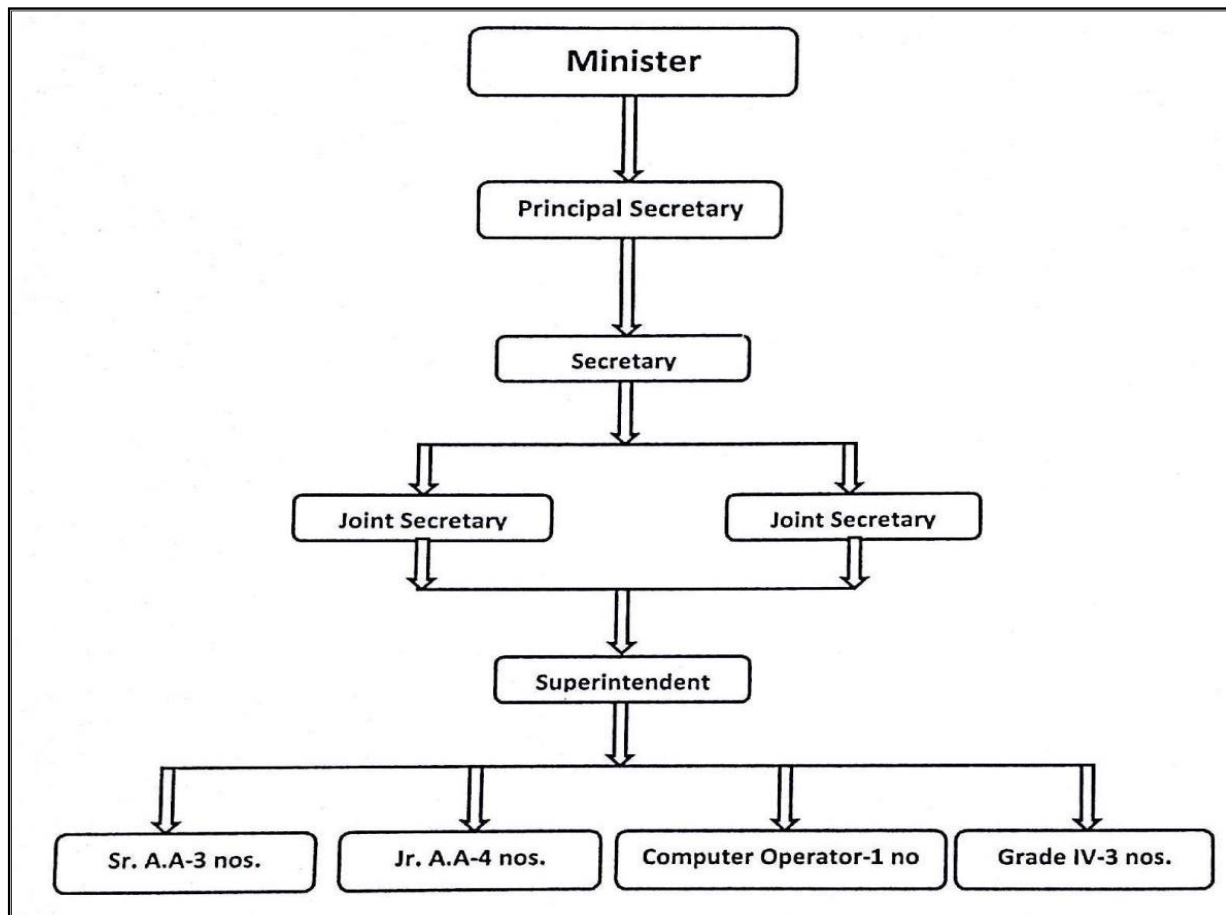 Minister
Principal Secretary
Secretary
Joint Secretary
Joint Secretary
Superintendent
Sr. A.A-3 nos.
Jr. A.A-4 nos.
Computer Operator-1 no
Grade IV-3 nos.